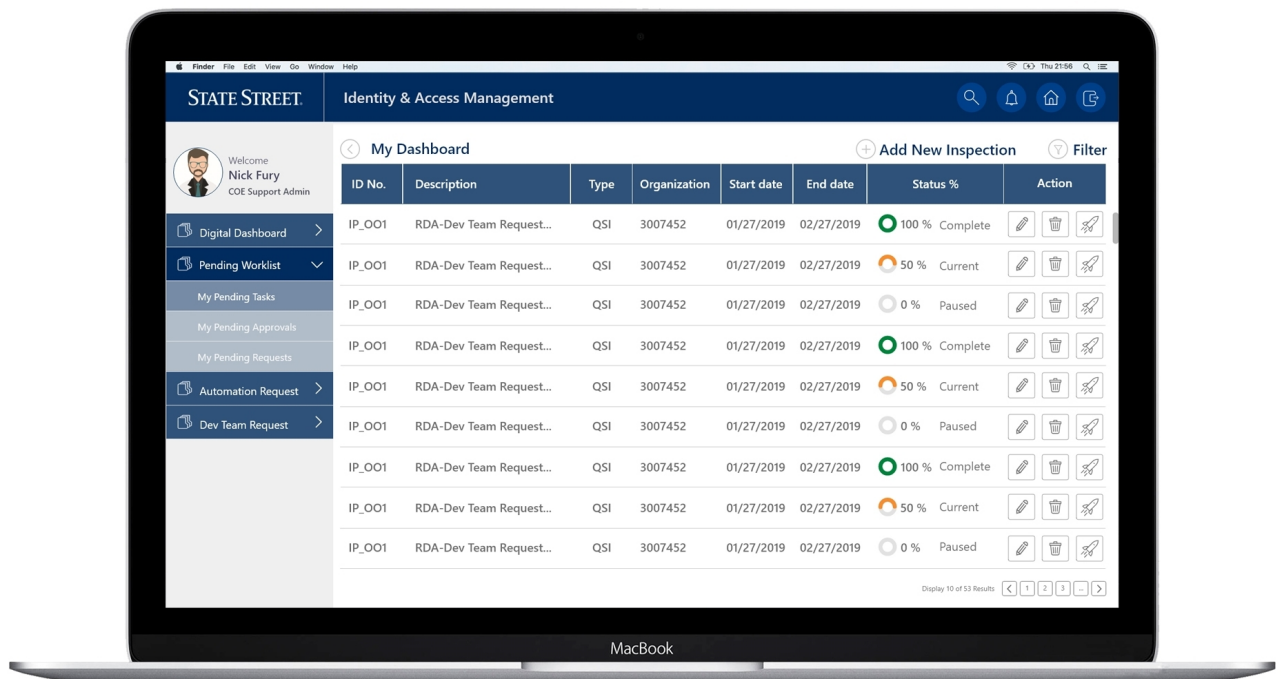 Finder File Edit View Go Window Help Thu 21:56
STATE STREET. Identity & Access Management
Welcome
Nick Fury
COE Support Admin
Digital Dashboard
Pending Worklist
My Pending Tasks
My Pending Approvals
My Pending Requests
Automation Request
Dev Team Request
My Dashboard Add New Inspection Filter
ID No. Description Type Organization Start date End date Status % Action
IP_OO1 RDA-Dev Team Request... QSI 3007452 01/27/2019 02/27/2019 100 % Complete
IP_OO1 RDA-Dev Team Request... QSI 3007452 01/27/2019 02/27/2019 50 % Current
IP_OO1 RDA-Dev Team Request... QSI 3007452 01/27/2019 02/27/2019 0 % Paused
IP_OO1 RDA-Dev Team Request... QSI 3007452 01/27/2019 02/27/2019 100 % Complete
IP_OO1 RDA-Dev Team Request... QSI 3007452 01/27/2019 02/27/2019 50 % Current
IP_OO1 RDA-Dev Team Request... QSI 3007452 01/27/2019 02/27/2019 0 % Paused
IP_OO1 RDA-Dev Team Request... QSI 3007452 01/27/2019 02/27/2019 100 % Complete
IP_OO1 RDA-Dev Team Request... QSI 3007452 01/27/2019 02/27/2019 50 % Current
IP_OO1 RDA-Dev Team Request... QSI 3007452 01/27/2019 02/27/2019 0 % Paused
Display 10 of 53 Results 1 2 3 ...
MacBook